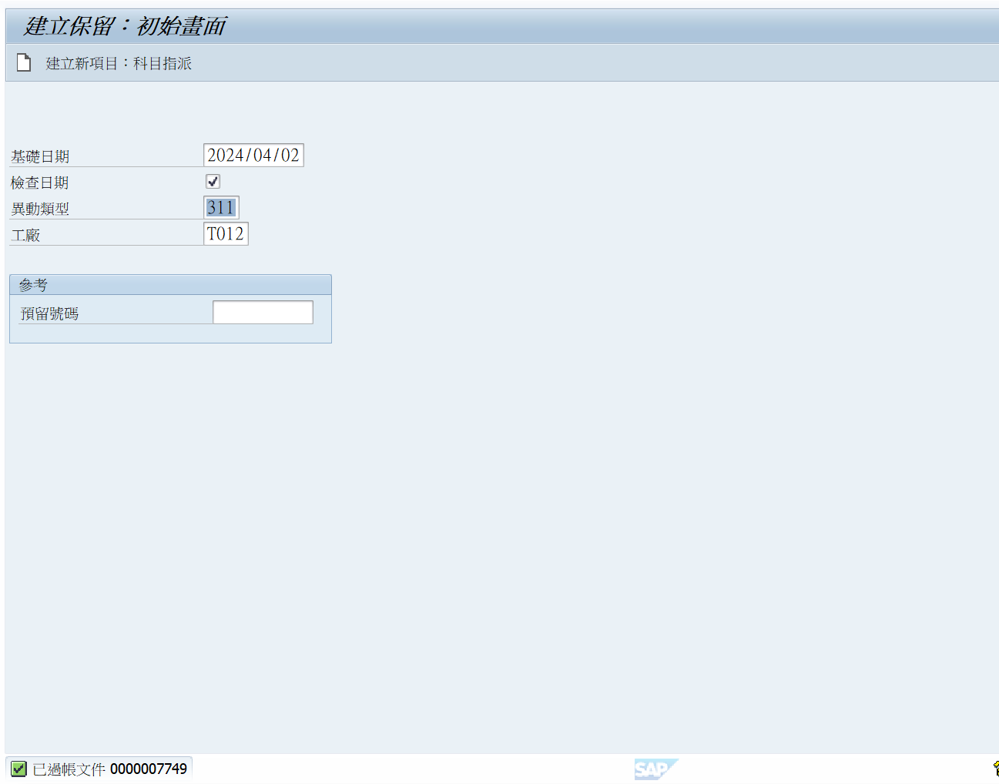 建立保留：初始畫面
建立新項目：科目指派
基礎日期 2024/04/02
檢查日期
異動類型 311
工廠 T012
參考
預留號碼
已過帳文件 0000007749
SAP